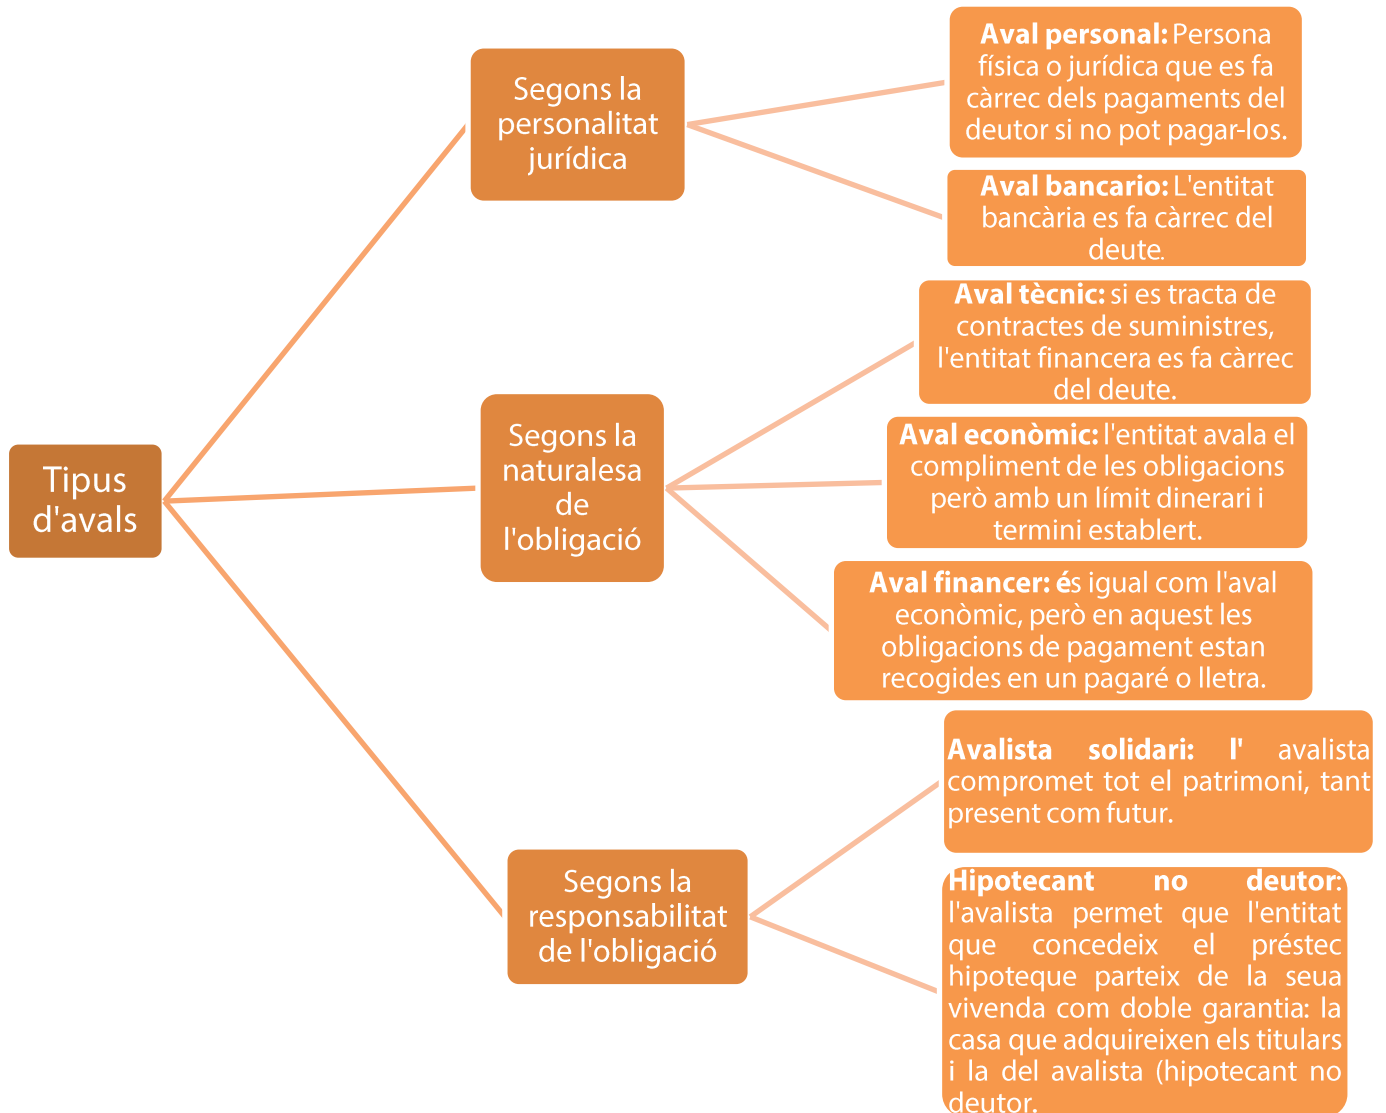 Tipus
d'avals
Segons la
personalitat
jurídica
Aval personal: Persona
física o jurídica que es fa
càrrec dels pagaments del
deutor si no pot pagar-los.
Aval bancario: L'entitat
bancària es fa càrrec del
deute.
Segons la
naturalesa
de
l'obligació
Aval tècnic: si es tracta de
contractes de suministres,
l'entitat financera es fa càrrec
del deute.
Aval econòmic: l'entitat avala el
compliment de les obligacions
però amb un límit dinerari i
termini establert.
Aval financer: és igual com l'aval
econòmic, però en aquest les
obligacions de pagament estan
recogides en un pagaré o lletra.
Segons la
responsabilitat
de l'obligació
Avalista solidari: l' avalista
compromet tot el patrimoni, tant
present com futur.
Hipotecant no deutor:
l'avalista permet que l'entitat
que concedeix el préstec
hipoteque parteix de la seua
vivenda com doble garantia: la
casa que adquireixen els titulars
i la del avalista (hipotecant no
deutor.